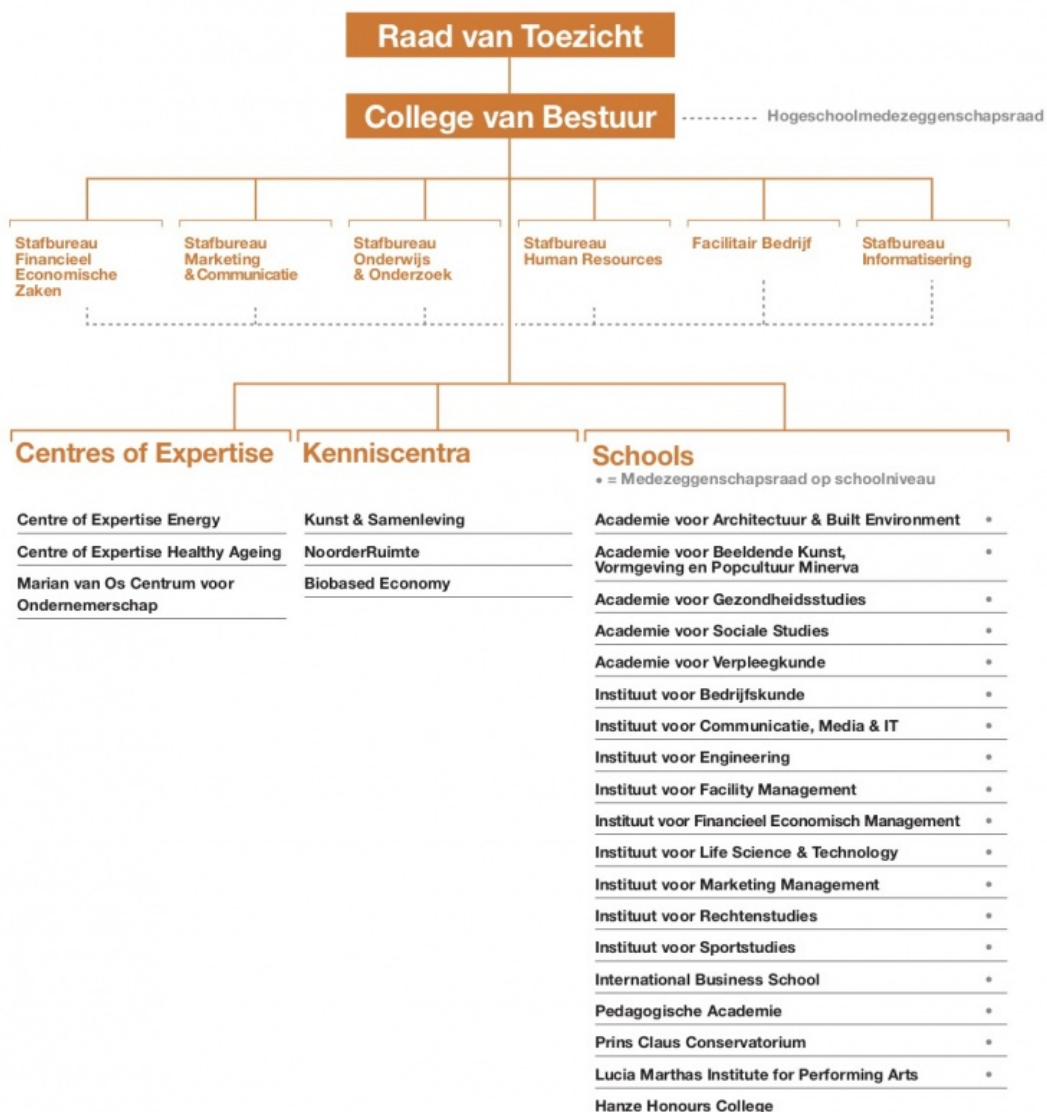 Raad van Toezicht
College van Bestuur
Hogeschoolmedezeggenschapsraad
Stafbureau
Financieel
Economische
Zaken
Stafbureau
Marketing
& Communicatie
Stafbureau
Onderwijs
& Onderzoek
Stafbureau
Human Resources
Facilitair Bedrijf
Stafbureau
Informatisering
Centres of Expertise
Centre of Expertise Energy
Centre of Expertise Healthy Ageing
Marian van Os Centrum voor
Ondernemerschap
Kenniscentra
Kunst & Samenleving
NoorderRuimte
Biobased Economy
Schools
• = Medezeggenschapsraad op schoolniveau
Academie voor Architectuur & Built Environment •
Academie voor Beeldende Kunst, •
Vormgeving en Popcultuur Minerva
Academie voor Gezondheidsstudies •
Academie voor Sociale Studies •
Academie voor Verpleegkunde •
Instituut voor Bedrijfskunde •
Instituut voor Communicatie, Media & IT •
Instituut voor Engineering •
Instituut voor Facility Management •
Instituut voor Financieel Economisch Management •
Instituut voor Life Science & Technology •
Instituut voor Marketing Management •
Instituut voor Rechtenstudies •
Instituut voor Sportstudies •
International Business School •
Pedagogische Academie •
Prins Claus Conservatorium •
Lucia Marthas Institute for Performing Arts •
Hanze Honours College